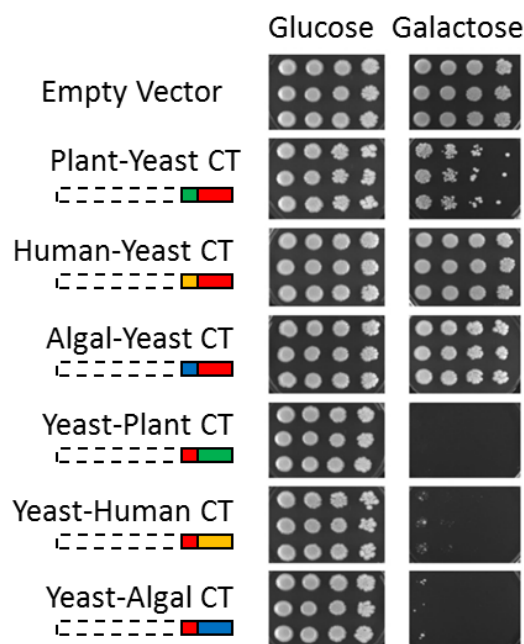 Glucose Galactose
Empty Vector
Plant-Yeast CT
Human-Yeast CT
Algal-Yeast CT
Yeast-Plant CT
Yeast-Human CT
Yeast-Algal CT